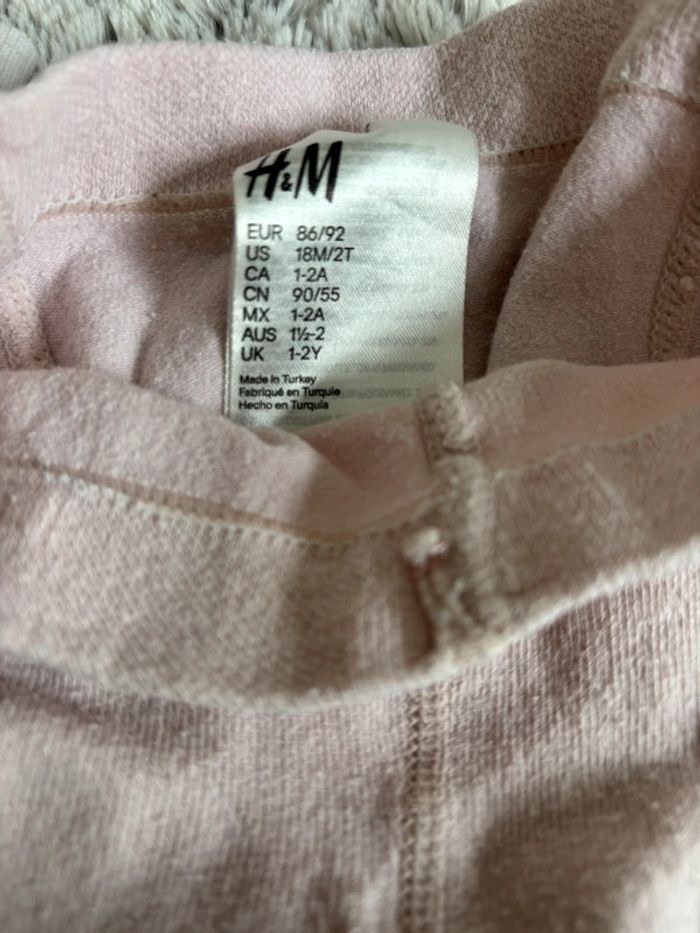 H&M
EUR 86/92
US 18M/2T
CA 1-2A
CN 90/55
MX 1-2A
AUS 1½-2
UK 1-2Y
Made in Turkey
Fabriqué en Turquie
Hecho en Turquía